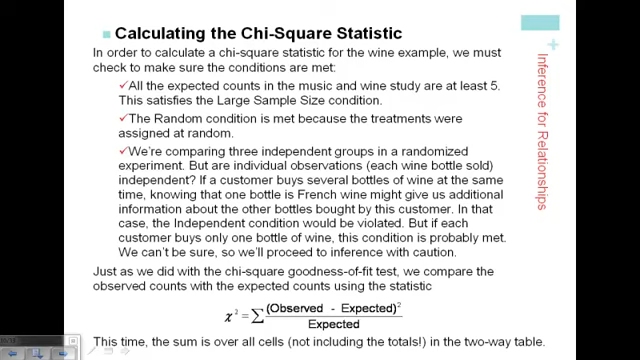 Calculating the Chi-Square Statistic
In order to calculate a chi-square statistic for the wine example, we must
check to make sure the conditions are met:
✓All the expected counts in the music and wine study are at least 5.
This satisfies the Large Sample Size condition.
✓The Random condition is met because the treatments were
assigned at random.
✓We're comparing three independent groups in a randomized
experiment. But are individual observations (each wine bottle sold)
independent? If a customer buys several bottles of wine at the same
time, knowing that one bottle is French wine might give us additional
information about the other bottles bought by this customer. In that
case, the Independent condition would be violated. But if each
customer buys only one bottle of wine, this condition is probably met.
We can't be sure, so we'll proceed to inference with caution.
Just as we did with the chi-square goodness-of-fit test, we compare the
observed counts with the expected counts using the statistic
χ² = ∑ (Observed - Expected)²
Expected
This time, the sum is over all cells (not including the totals!) in the two-way table.
+
Inference for Relationships